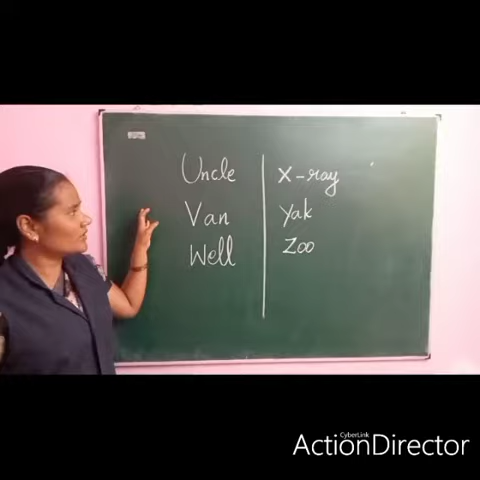 Uncle
Van
Well
X-ray
Yak
Zoo
CyberLink
ActionDirector